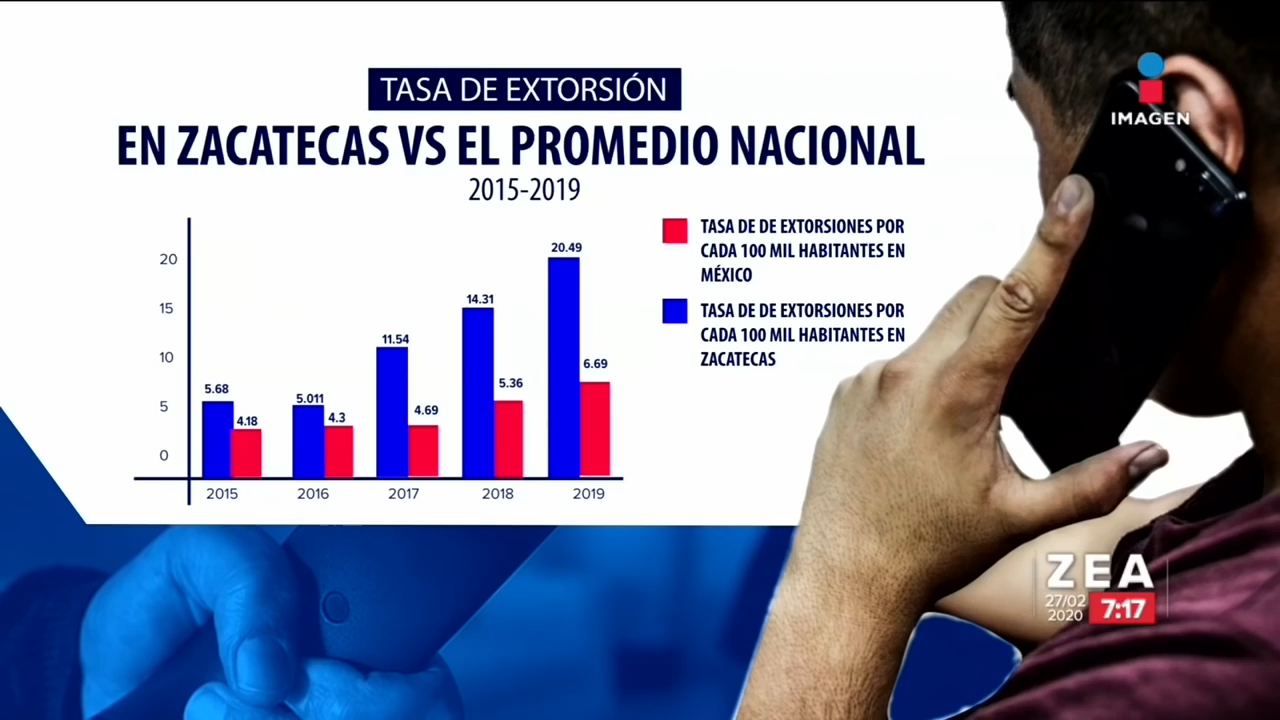 TASA DE EXTORSIÓN
EN ZACATECAS VS EL PROMEDIO NACIONAL
2015-2019
IMAGEN
TASA DE DE EXTORSIONES POR
CADA 100 MIL HABITANTES EN
MÉXICO
TASA DE DE EXTORSIONES POR
CADA 100 MIL HABITANTES EN
ZACATECAS
20
15
10
5
0
5.68
4.18
5.011
4.3
11.54
4.69
14.31
5.36
20.49
6.69
2015
2016
2017
2018
2019
ZEA
27/02
2020
7:17